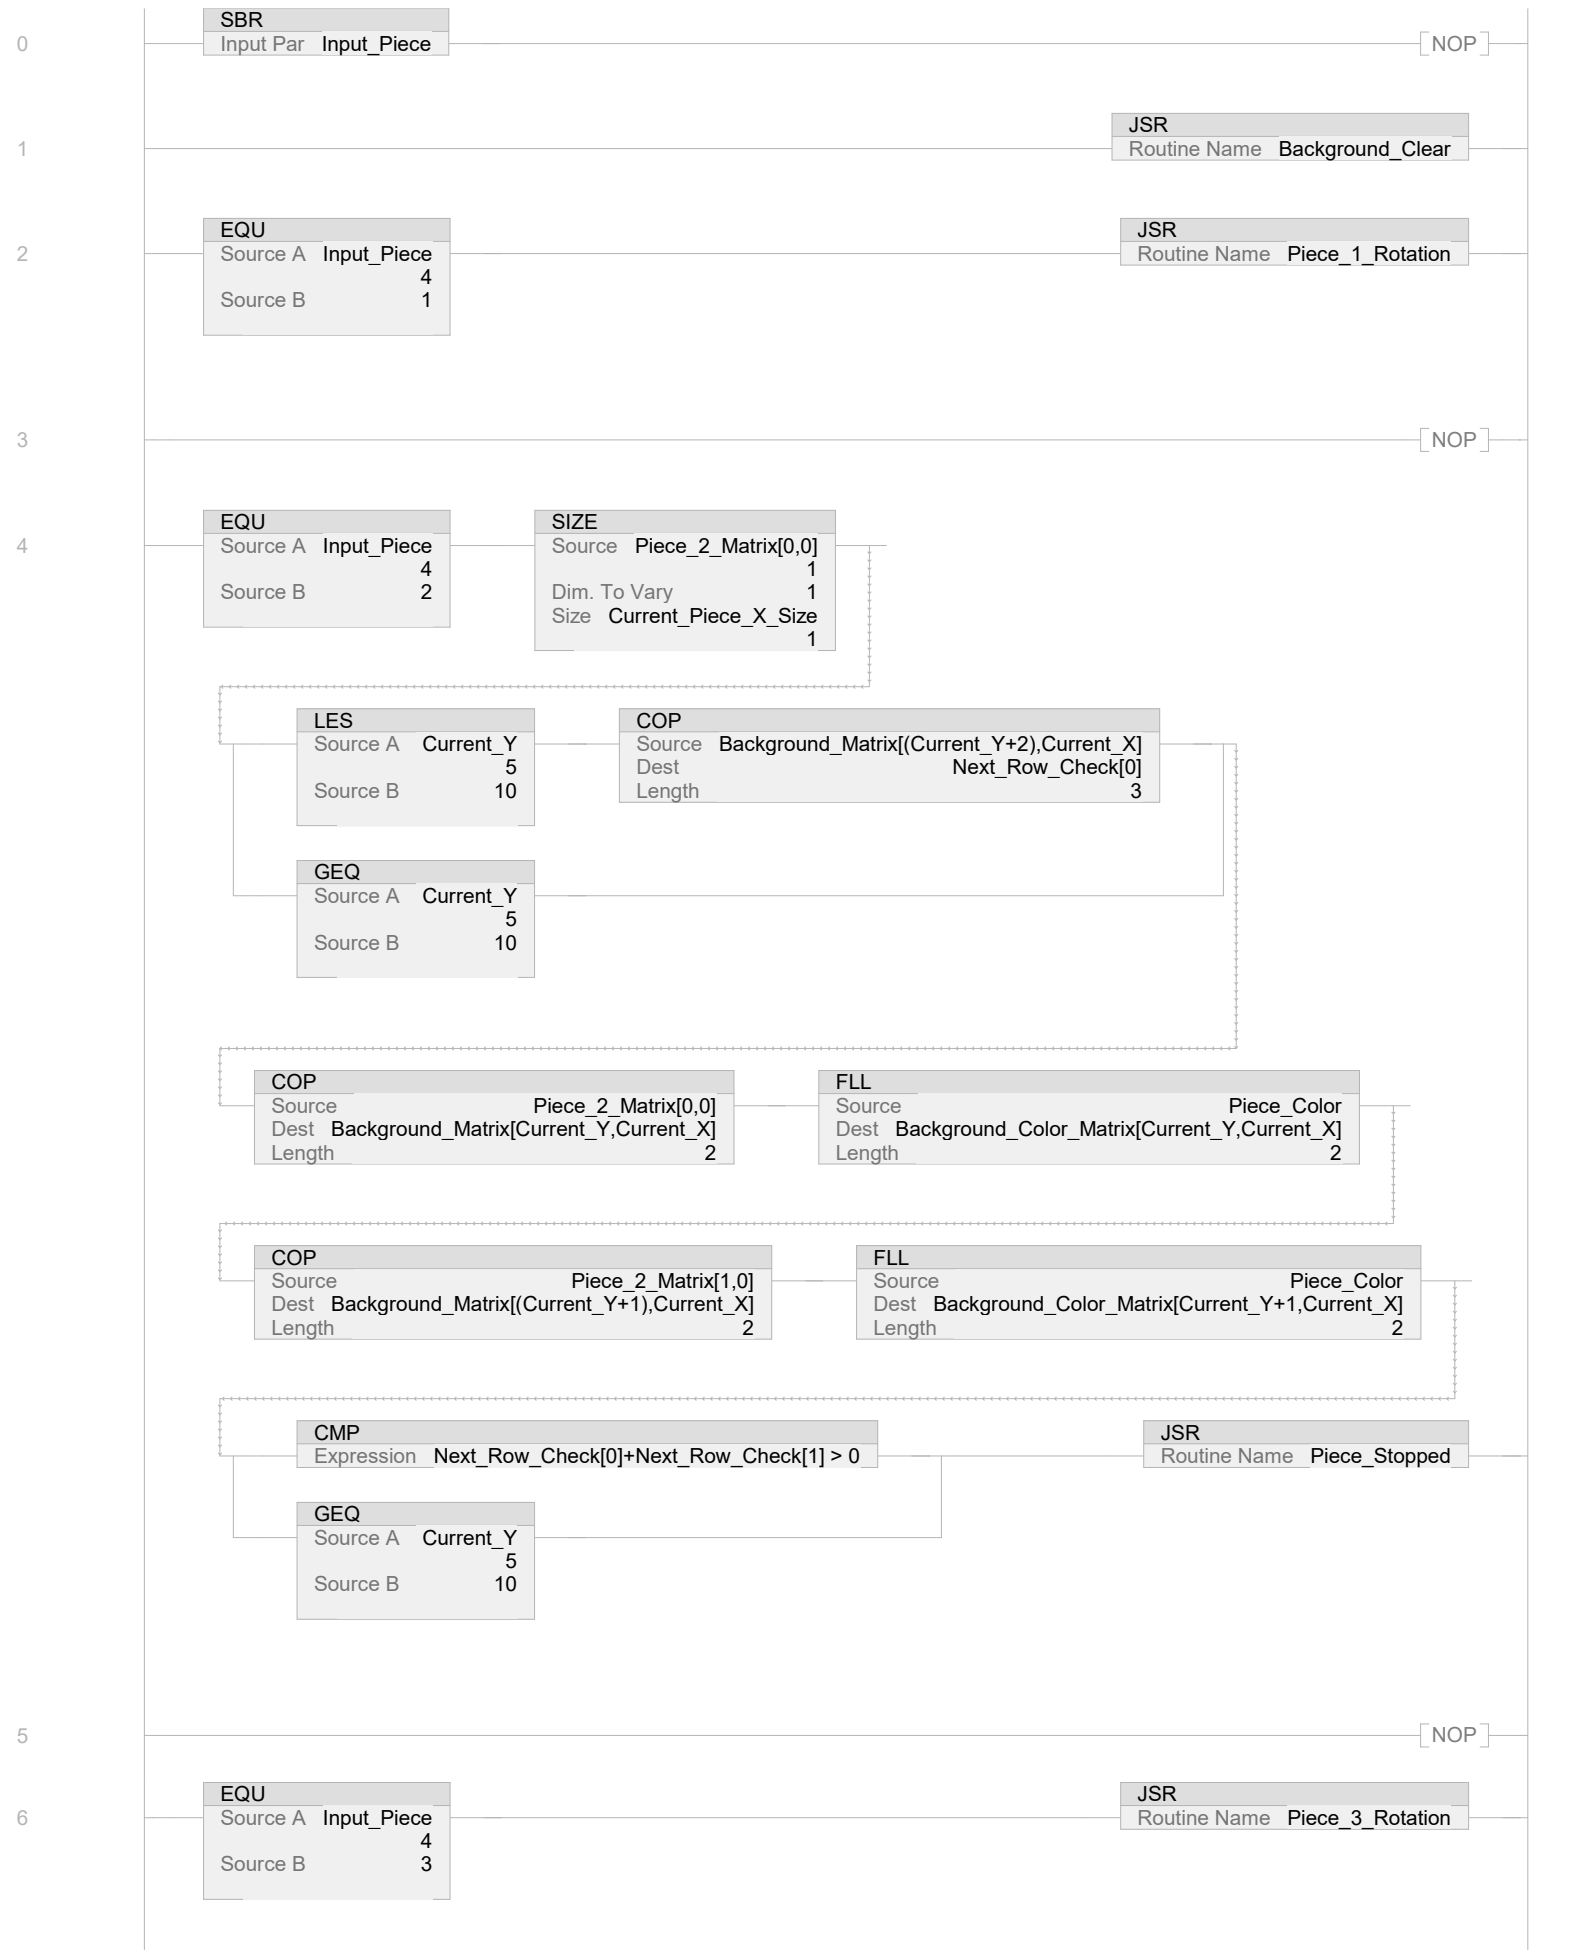 SBR
0 Input Par Input_Piece [NOP]
JSR
1 Routine Name Background_Clear
EQU JSR
2 Source A Input_Piece Routine Name Piece_1_Rotation
4
Source B 1
3 [NOP]
EQU SIZE
4 Source A Input_Piece Source Piece_2_Matrix[0,0]
4 1
Source B 2 Dim. To Vary 1
Size Current_Piece_X_Size
1
LES COP
Source A Current_Y Source Background_Matrix[(Current_Y+2),Current_X]
5 Dest Next_Row_Check[0]
Source B 10 Length 3
GEQ
Source A Current_Y
5
Source B 10
COP FLL
Source Piece_2_Matrix[0,0] Source Piece_Color
Dest Background_Matrix[Current_Y,Current_X] Dest Background_Color_Matrix[Current_Y,Current_X]
Length 2 Length 2
COP FLL
Source Piece_2_Matrix[1,0] Source Piece_Color
Dest Background_Matrix[(Current_Y+1),Current_X] Dest Background_Color_Matrix[Current_Y+1,Current_X]
Length 2 Length 2
CMP JSR
Expression Next_Row_Check[0]+Next_Row_Check[1] > 0 Routine Name Piece_Stopped
GEQ
Source A Current_Y
5
Source B 10
5 [NOP]
EQU JSR
6 Source A Input_Piece Routine Name Piece_3_Rotation
4
Source B 3